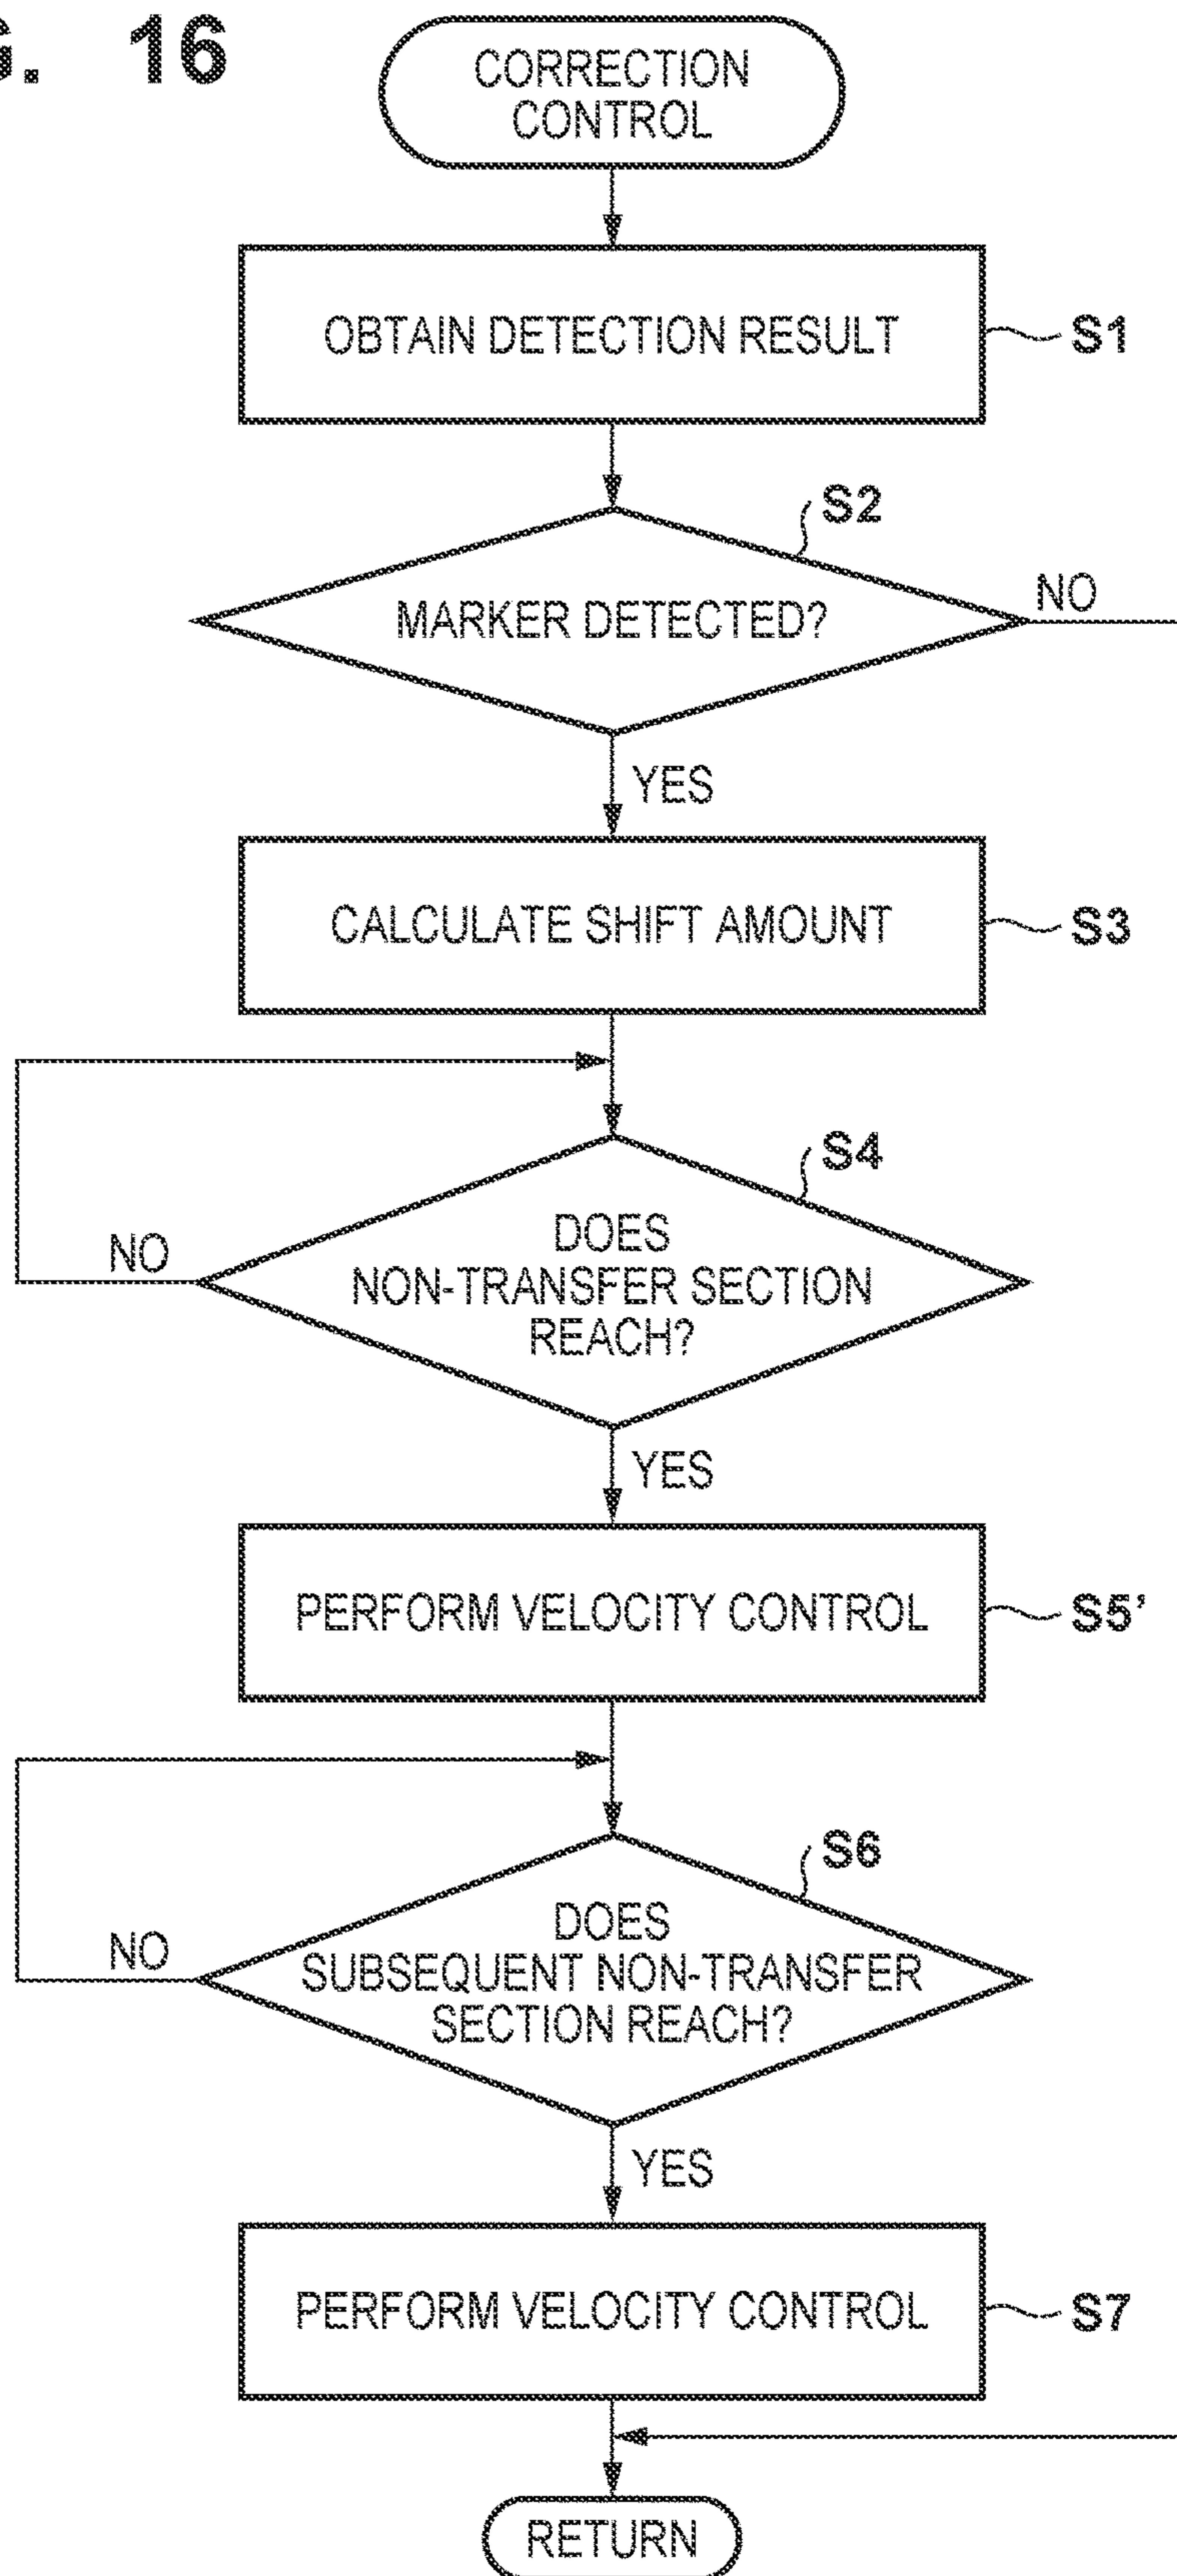 G. 16
CORRECTION
CONTROL
OBTAIN DETECTION RESULT
S1
S2
MARKER DETECTED?
NO
YES
CALCULATE SHIFT AMOUNT
S3
S4
DOES
NON-TRANSFER SECTION
REACH?
NO
YES
PERFORM VELOCITY CONTROL
S5'
S6
DOES
SUBSEQUENT NON-TRANSFER
SECTION REACH?
NO
YES
PERFORM VELOCITY CONTROL
S7
RETURN